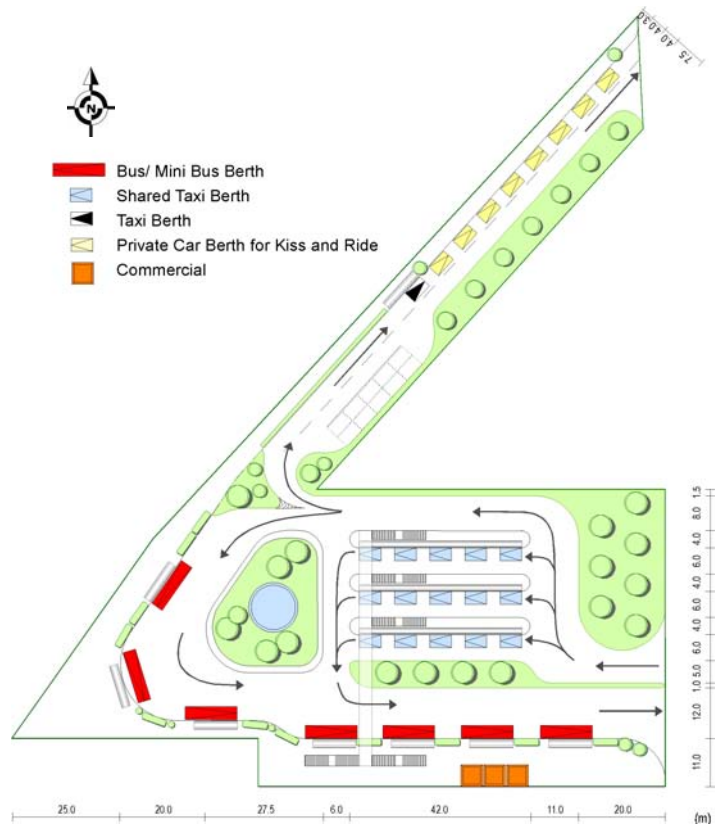 4.0
4.0
3.0
7.5
N
Bus/ Mini Bus Berth
Shared Taxi Berth
Taxi Berth
Private Car Berth for Kiss and Ride
Commercial
1.5
8.0
4.0
6.0
4.0
6.0
4.0
6.0
5.0
1.0
12.0
11.0
25.0 20.0 27.5 6.0 42.0 11.0 20.0 {m}